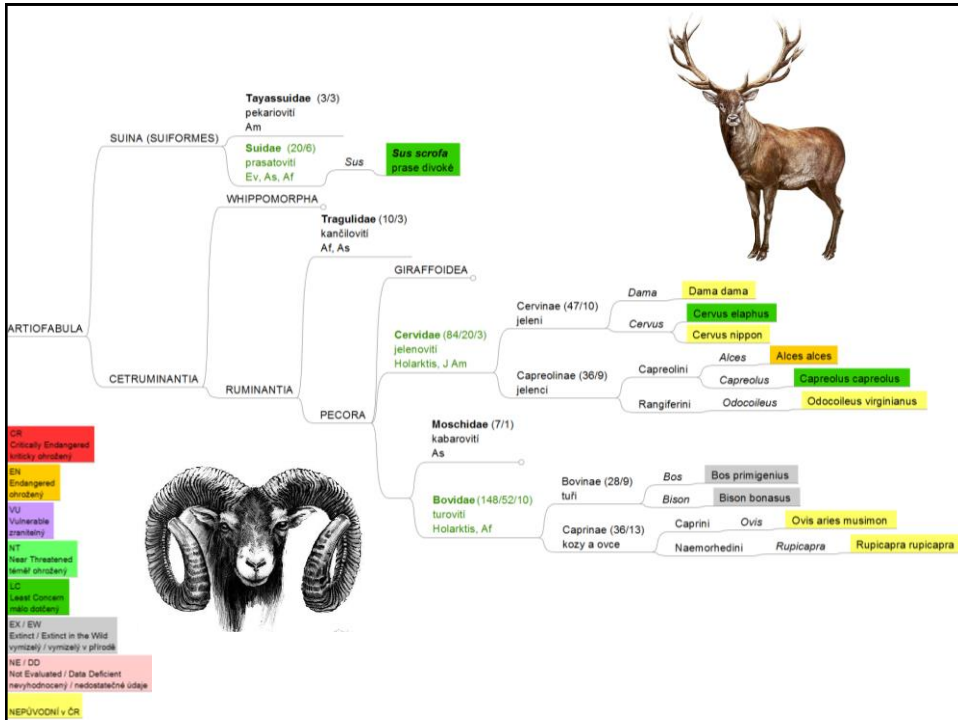 Tayassuidae (3/3)
pekariovití
Am
SUINA (SUIFORMES)
Suidae (20/6)
prasatovití
Ev, As, Af
Sus
Sus scrofa
prase divoké
WHIPPOMORPHA
Tragulidae (10/3)
kančilovití
Af, As
GIRAFFOIDEA
Cervinae (47/10)
jeleni
Dama
Dama dama
Cervus
Cervus elaphus
Cervus nippon
ARTIOFABULA
Cervidae (84/20/3)
jelenovití
Holarktis, J Am
Capreolinae (36/9)
jelenci
Capreolini
Alces
Alces alces
Capreolus
Capreolus capreolus
Rangiferini
Odocoileus
Odocoileus virginianus
CETRUMINANTIA
RUMINANTIA
PECORA
Moschidae (7/1)
kabarovití
As
Bovidae (148/52/10)
turovití
Holarktis, Af
Bovinae (28/9)
tuři
Bos
Bos primigenius
Bison
Bison bonasus
Caprinae (36/13)
kozy a ovce
Caprini
Ovis
Ovis aries musimon
Naemorhedini
Rupicapra
Rupicapra rupicapra
CR
Critically Endangered
kriticky ohrožený
EN
Endangered
ohrožený
VU
Vulnerable
zranitelný
NT
Near Threatened
téměř ohrožený
LC
Least Concern
málo dotčený
EX / EW
Extinct / Extinct in the Wild
vymizelý / vymizelý v přírodě
NE / DD
Not Evaluated / Data Deficient
nevyhodnocený / nedostatečné údaje
NEPŮVODNÍ v ČR